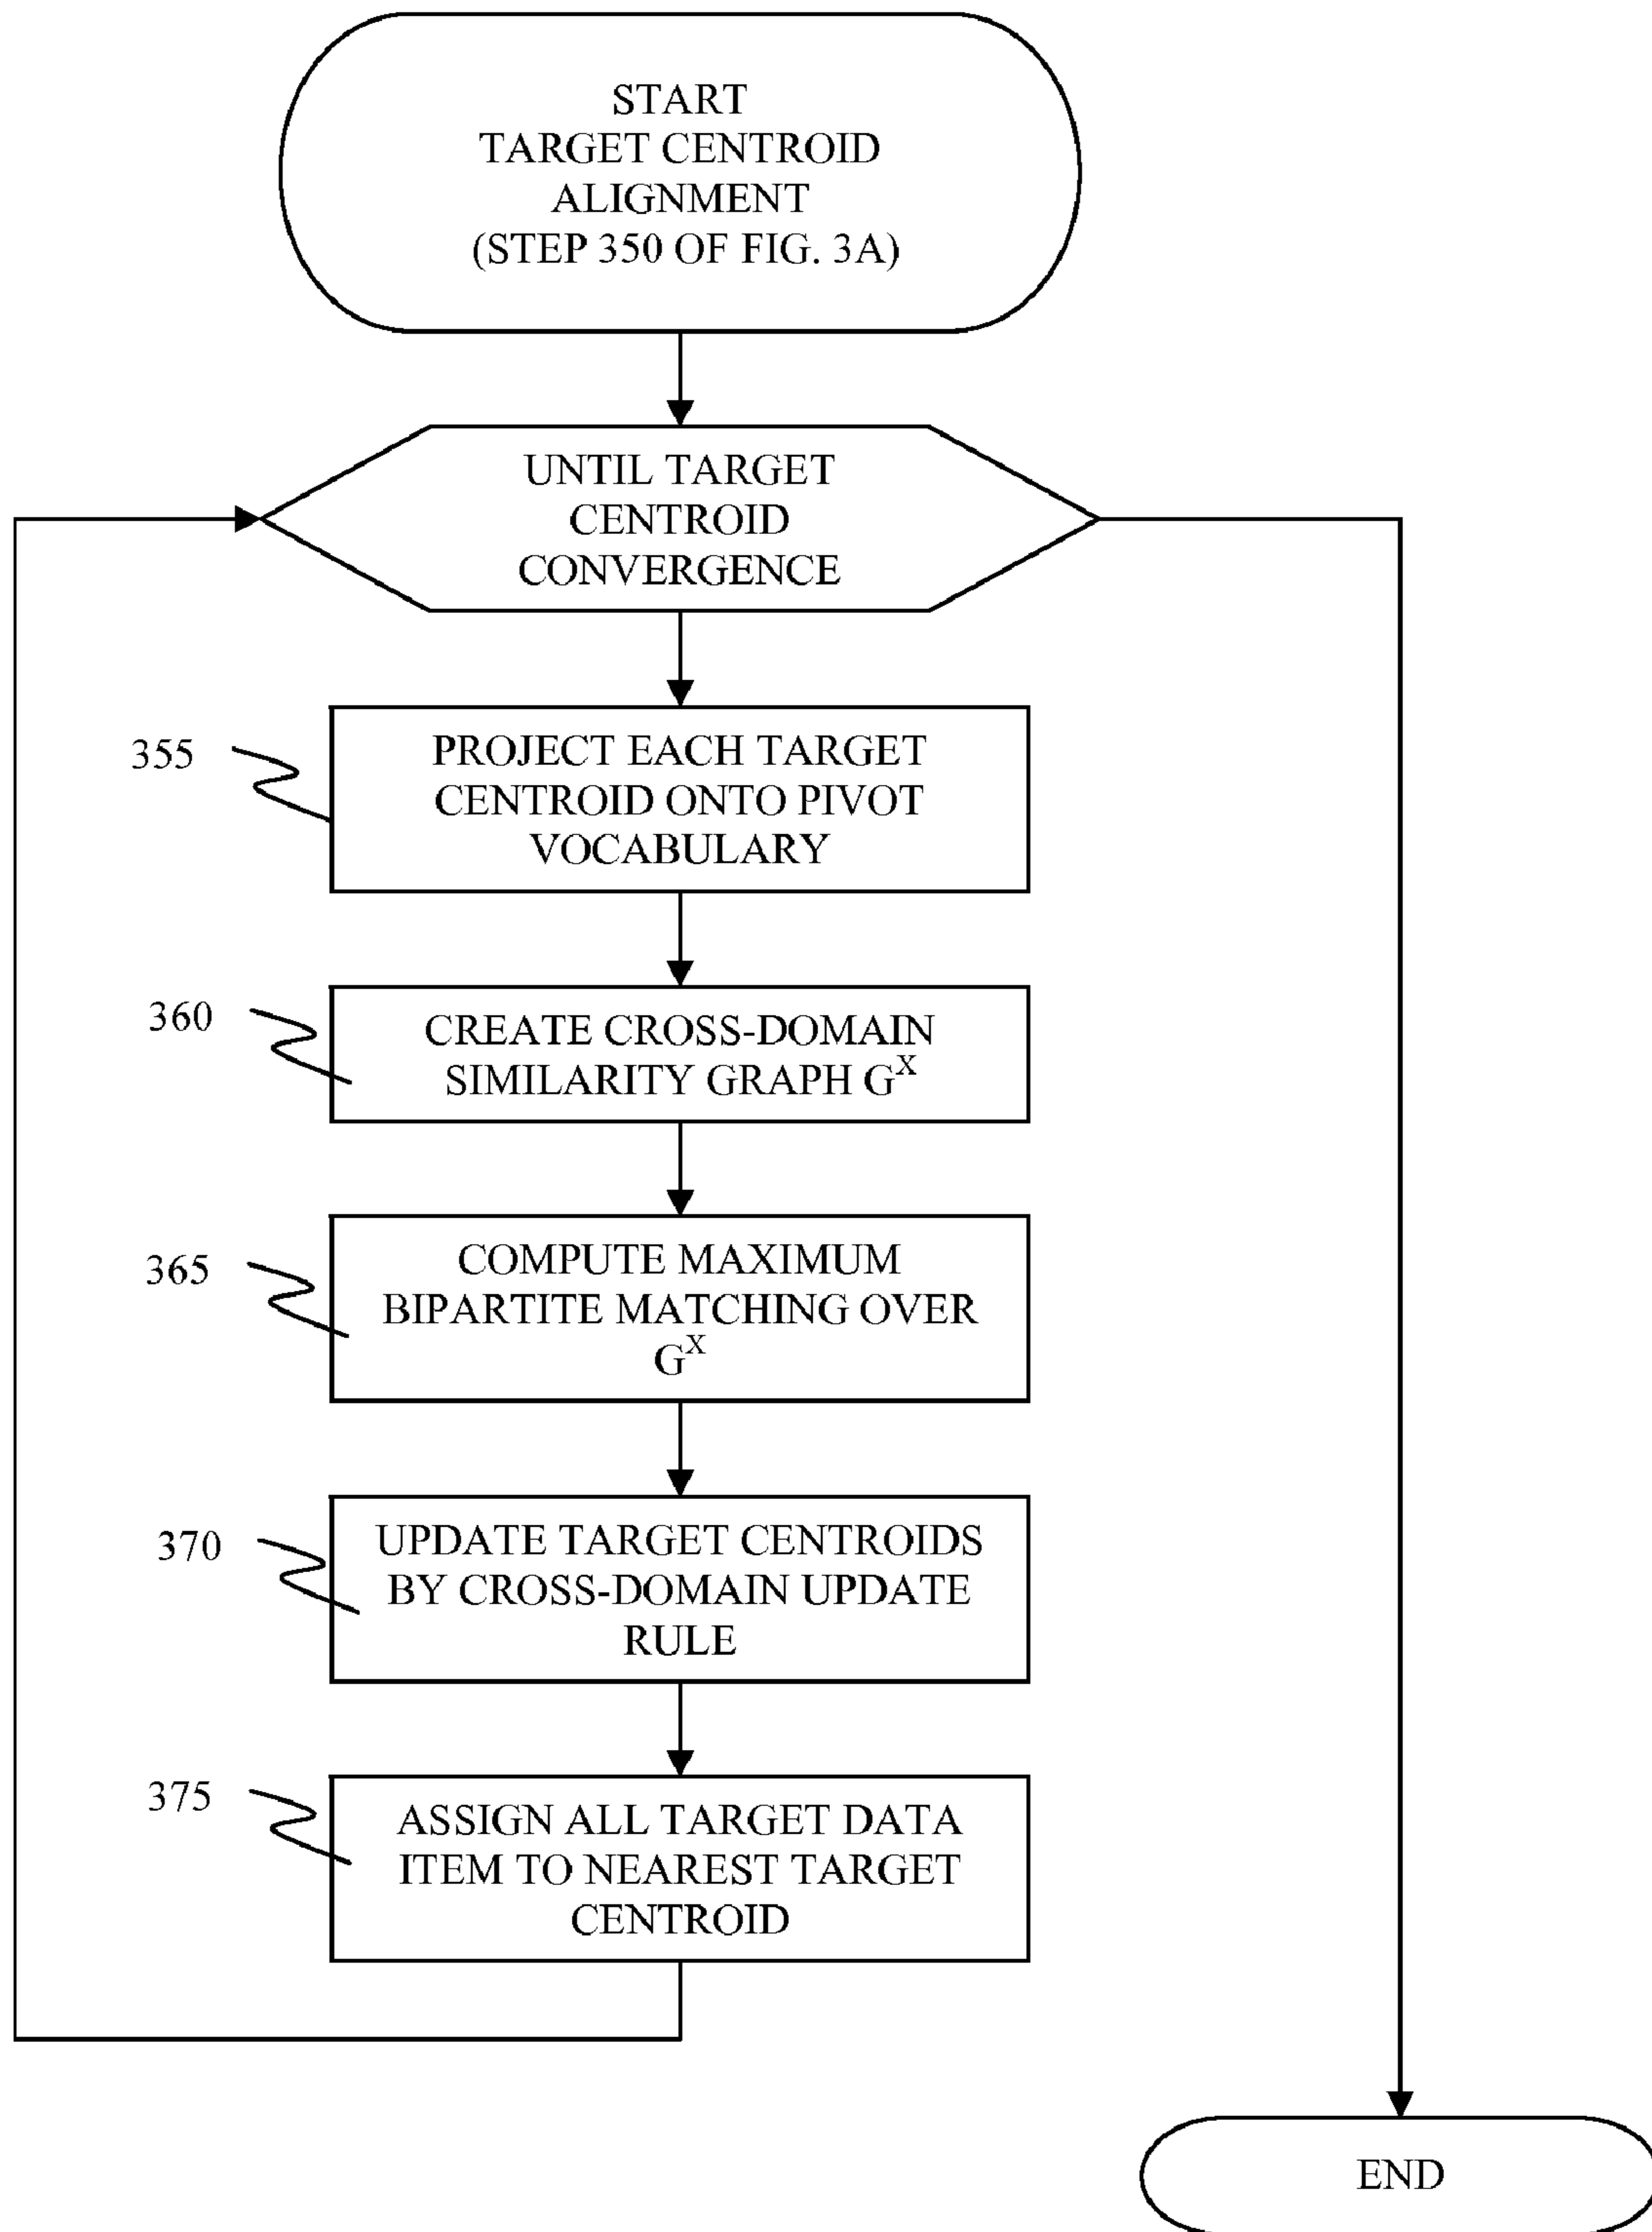 START
TARGET CENTROID
ALIGNMENT
(STEP 350 OF FIG. 3A)
UNTIL TARGET
CENTROID
CONVERGENCE
355
PROJECT EACH TARGET
CENTROID ONTO PIVOT
VOCABULARY
360
CREATE CROSS-DOMAIN
SIMILARITY GRAPH G^X
365
COMPUTE MAXIMUM
BIPARTITE MATCHING OVER
G^X
370
UPDATE TARGET CENTROIDS
BY CROSS-DOMAIN UPDATE
RULE
375
ASSIGN ALL TARGET DATA
ITEM TO NEAREST TARGET
CENTROID
END